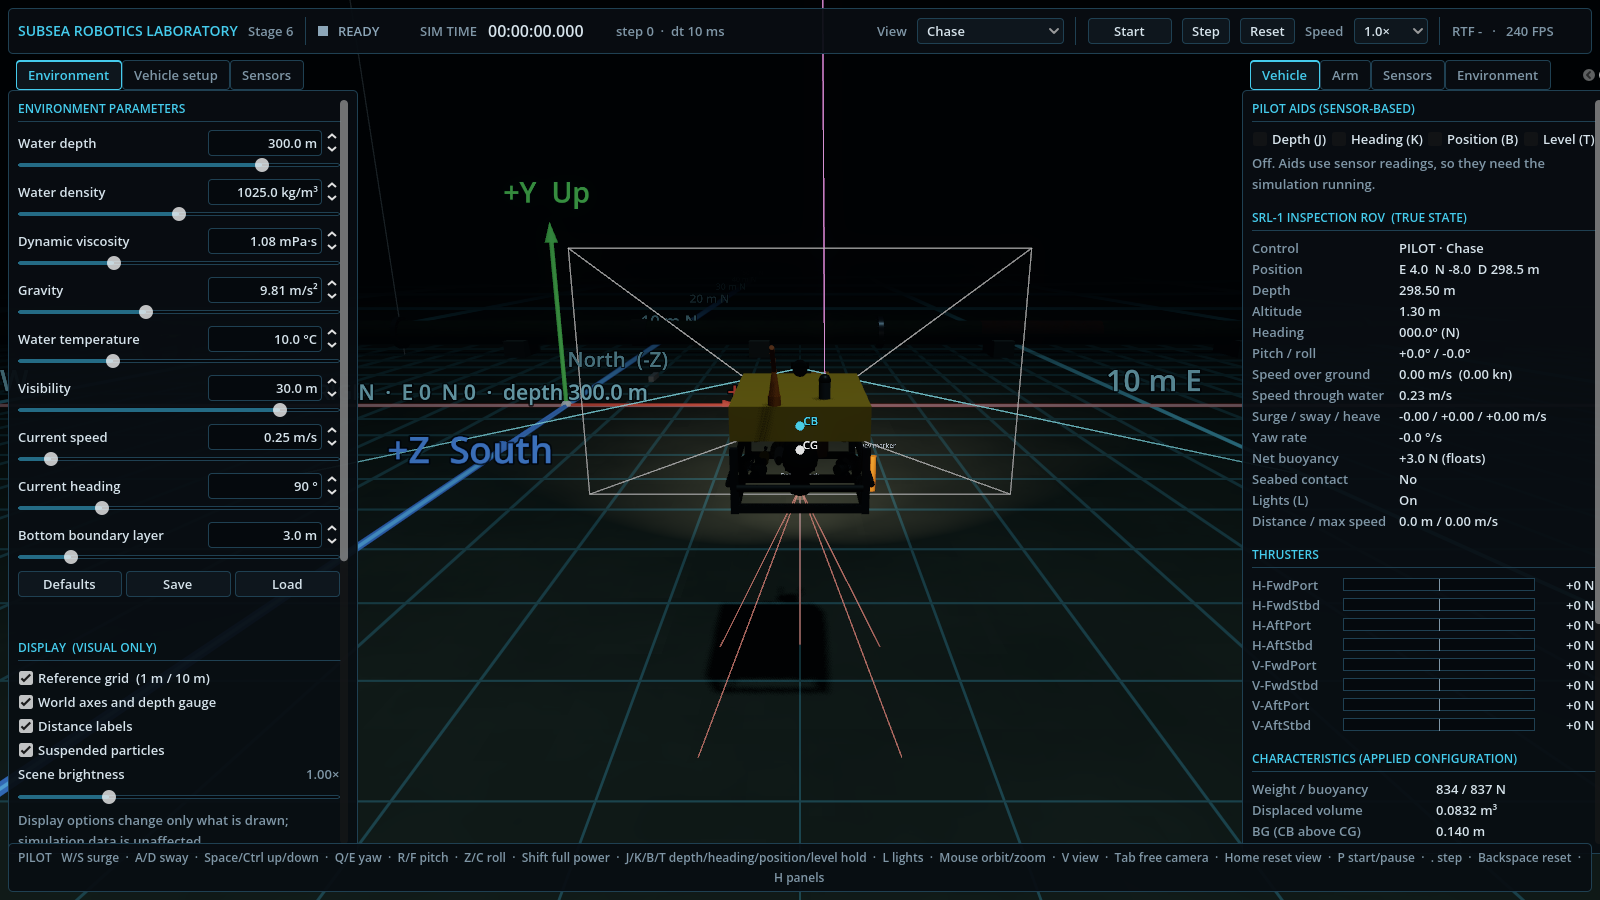 SUBSEA ROBOTICS LABORATORY Stage 6 READY SIM TIME 00:00:00.000 step 0 · dt 10 ms View Chase Start Step Reset Speed 1.0× RTF - · 240 FPS
Environment Vehicle setup Sensors
ENVIRONMENT PARAMETERS
Water depth 300.0 m
Water density 1025.0 kg/m³
Dynamic viscosity 1.08 mPa·s
Gravity 9.81 m/s²
Water temperature 10.0 °C
Visibility 30.0 m
Current speed 0.25 m/s
Current heading 90 °
Bottom boundary layer 3.0 m
Defaults Save Load
DISPLAY (VISUAL ONLY)
Reference grid (1 m / 10 m)
World axes and depth gauge
Distance labels
Suspended particles
Scene brightness 1.00×
Display options change only what is drawn;
simulation data is unaffected
+Y Up
20 m N
10 m N
North (-Z)
N · E 0 N 0 · depth 300.0 m
10 m E
+Z South
CB
CG
Vehicle Arm Sensors Environment
PILOT AIDS (SENSOR-BASED)
Depth (J) Heading (K) Position (B) Level (T)
Off. Aids use sensor readings, so they need the
simulation running.
SRL-1 INSPECTION ROV (TRUE STATE)
Control PILOT · Chase
Position E 4.0 N -8.0 D 298.5 m
Depth 298.50 m
Altitude 1.30 m
Heading 000.0° (N)
Pitch / roll +0.0° / -0.0°
Speed over ground 0.00 m/s (0.00 kn)
Speed through water 0.23 m/s
Surge / sway / heave -0.00 / +0.00 / +0.00 m/s
Yaw rate -0.0 °/s
Net buoyancy +3.0 N (floats)
Seabed contact No
Lights (L) On
Distance / max speed 0.0 m / 0.00 m/s
THRUSTERS
H-FwdPort +0 N
H-FwdStbd +0 N
H-AftPort +0 N
H-AftStbd +0 N
V-FwdPort +0 N
V-FwdStbd +0 N
V-AftPort +0 N
V-AftStbd +0 N
CHARACTERISTICS (APPLIED CONFIGURATION)
Weight / buoyancy 834 / 837 N
Displaced volume 0.0832 m³
BG (CB above CG) 0.140 m
PILOT W/S surge · A/D sway · Space/Ctrl up/down · Q/E yaw · R/F pitch · Z/C roll · Shift full power · J/K/B/T depth/heading/position/level hold · L lights · Mouse orbit/zoom · V view · Tab free camera · Home reset view · P start/pause · . step · Backspace reset ·
H panels